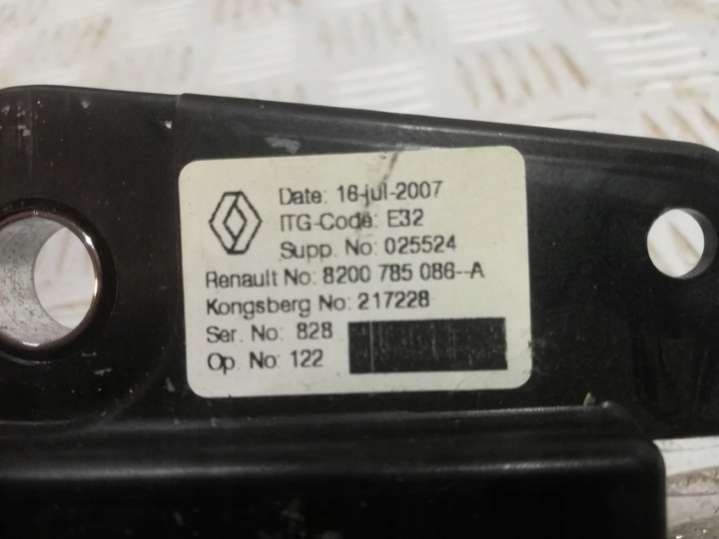 Date: 16-jul-2007
ITG-Code: E32
Supp. No: 025524
Renault No: 8200 785 086--A
Kongsberg No: 217228
Ser. No: 828
Op. No: 122